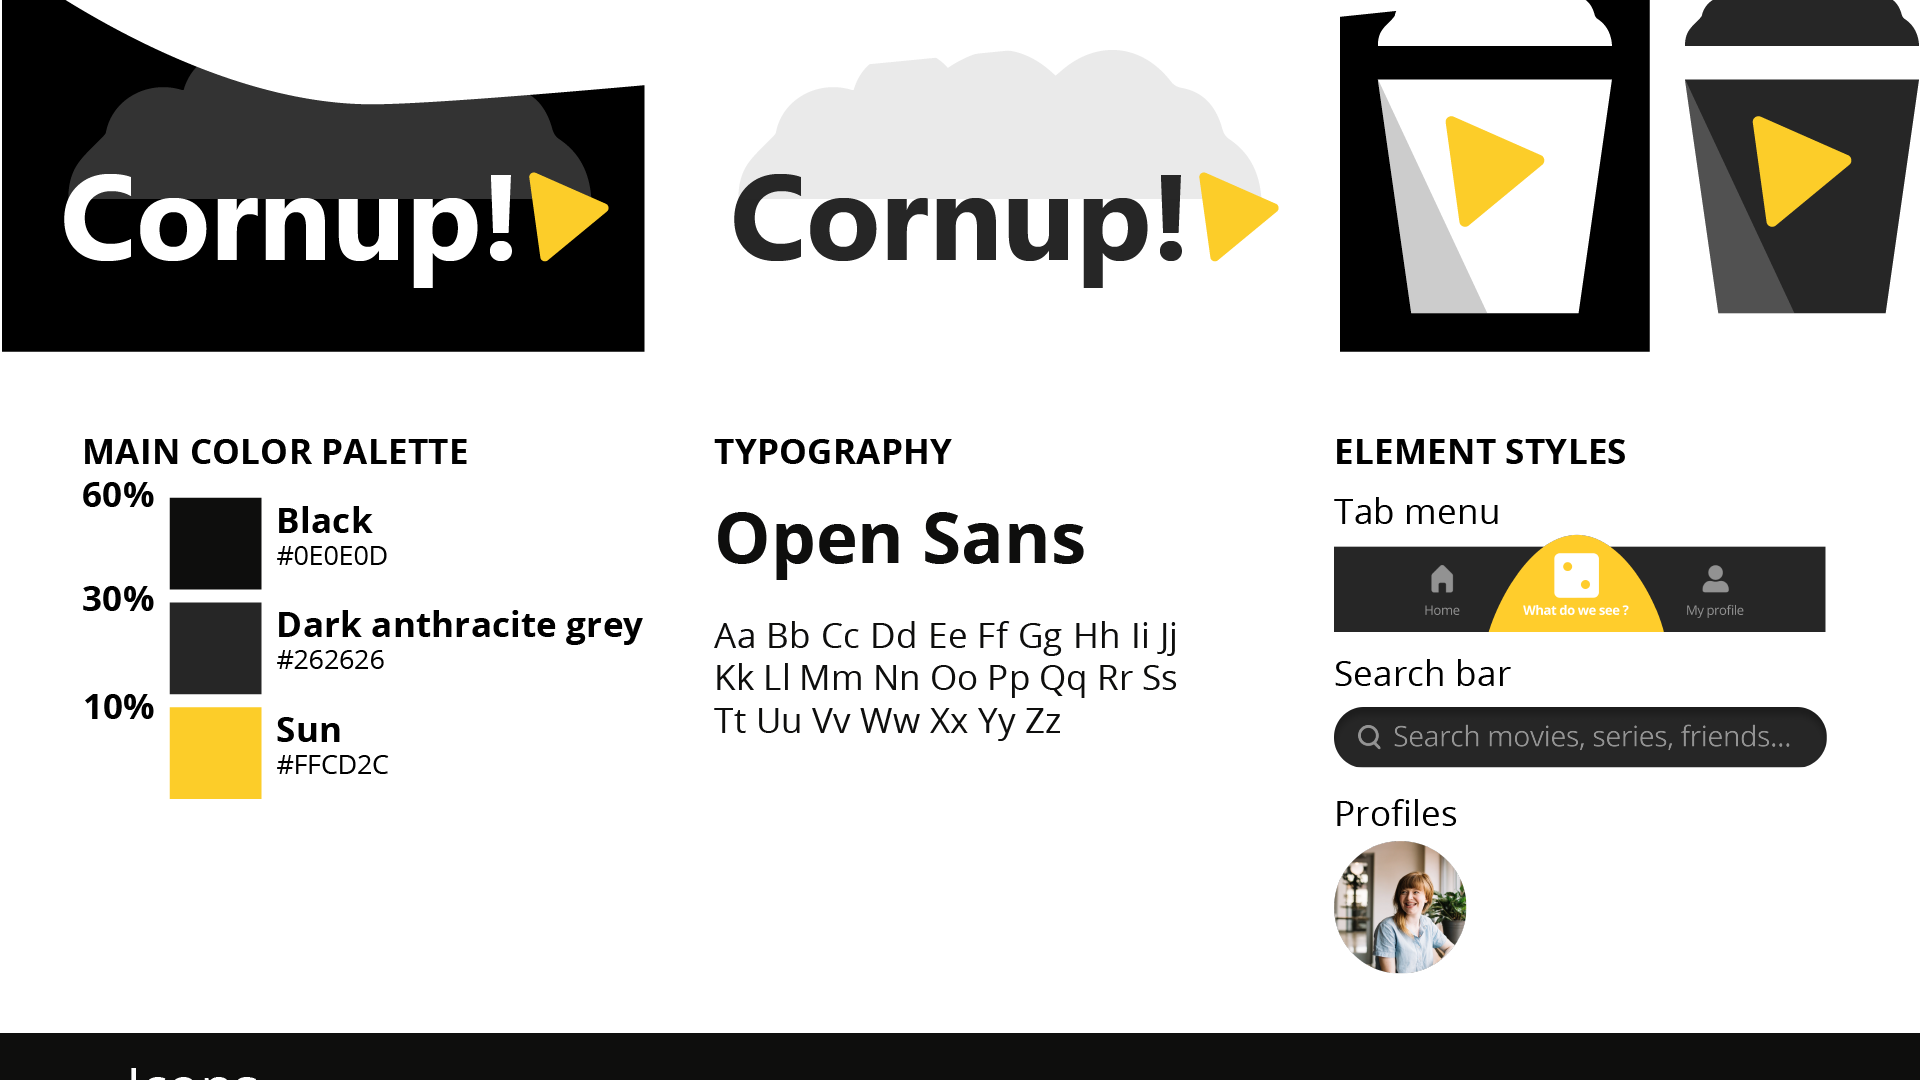 Cornup!
Cornup!
MAIN COLOR PALETTE
60%
Black
#0E0E0D
30%
Dark anthracite grey
#262626
10%
Sun
#FFCD2C
TYPOGRAPHY
Open Sans
Aa Bb Cc Dd Ee Ff Gg Hh Ii Jj
Kk Ll Mm Nn Oo Pp Qq Rr Ss
Tt Uu Vv Ww Xx Yy Zz
ELEMENT STYLES
Tab menu
Home
What do we see ?
My profile
Search bar
Search movies, series, friends...
Profiles
Icons